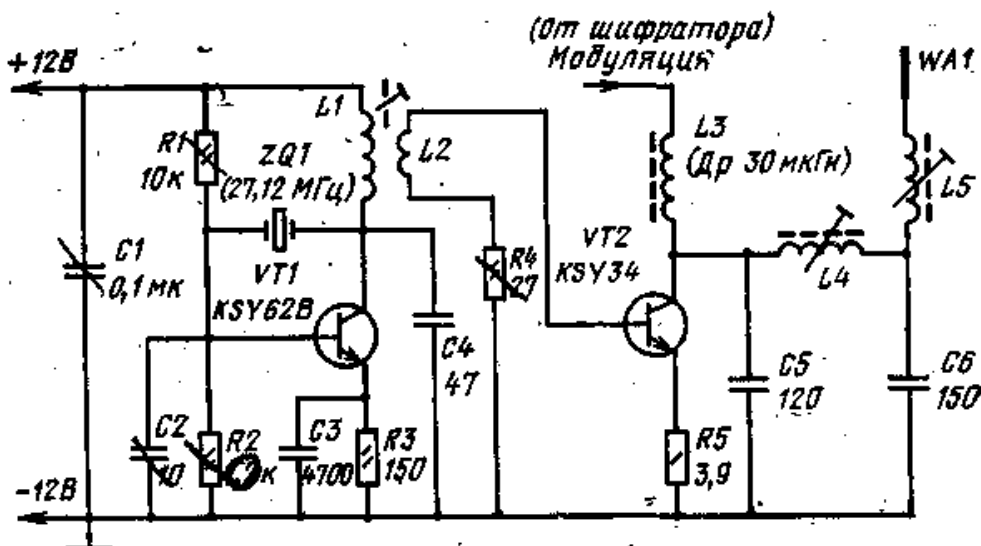 (От шифратора)
Модуляция
+12В
WA1
L1
L2
L3
(Др 30 мкГн)
L5
R1
10к
ZQ1
(27,12 МГц)
C1
0,1 мк
VT1
KSY62B
R4
27
VT2
KSY34
L4
C4
47
C5
120
C6
150
C2
10
R2
к
C3
4700
R3
150
R5
3,9
-12В